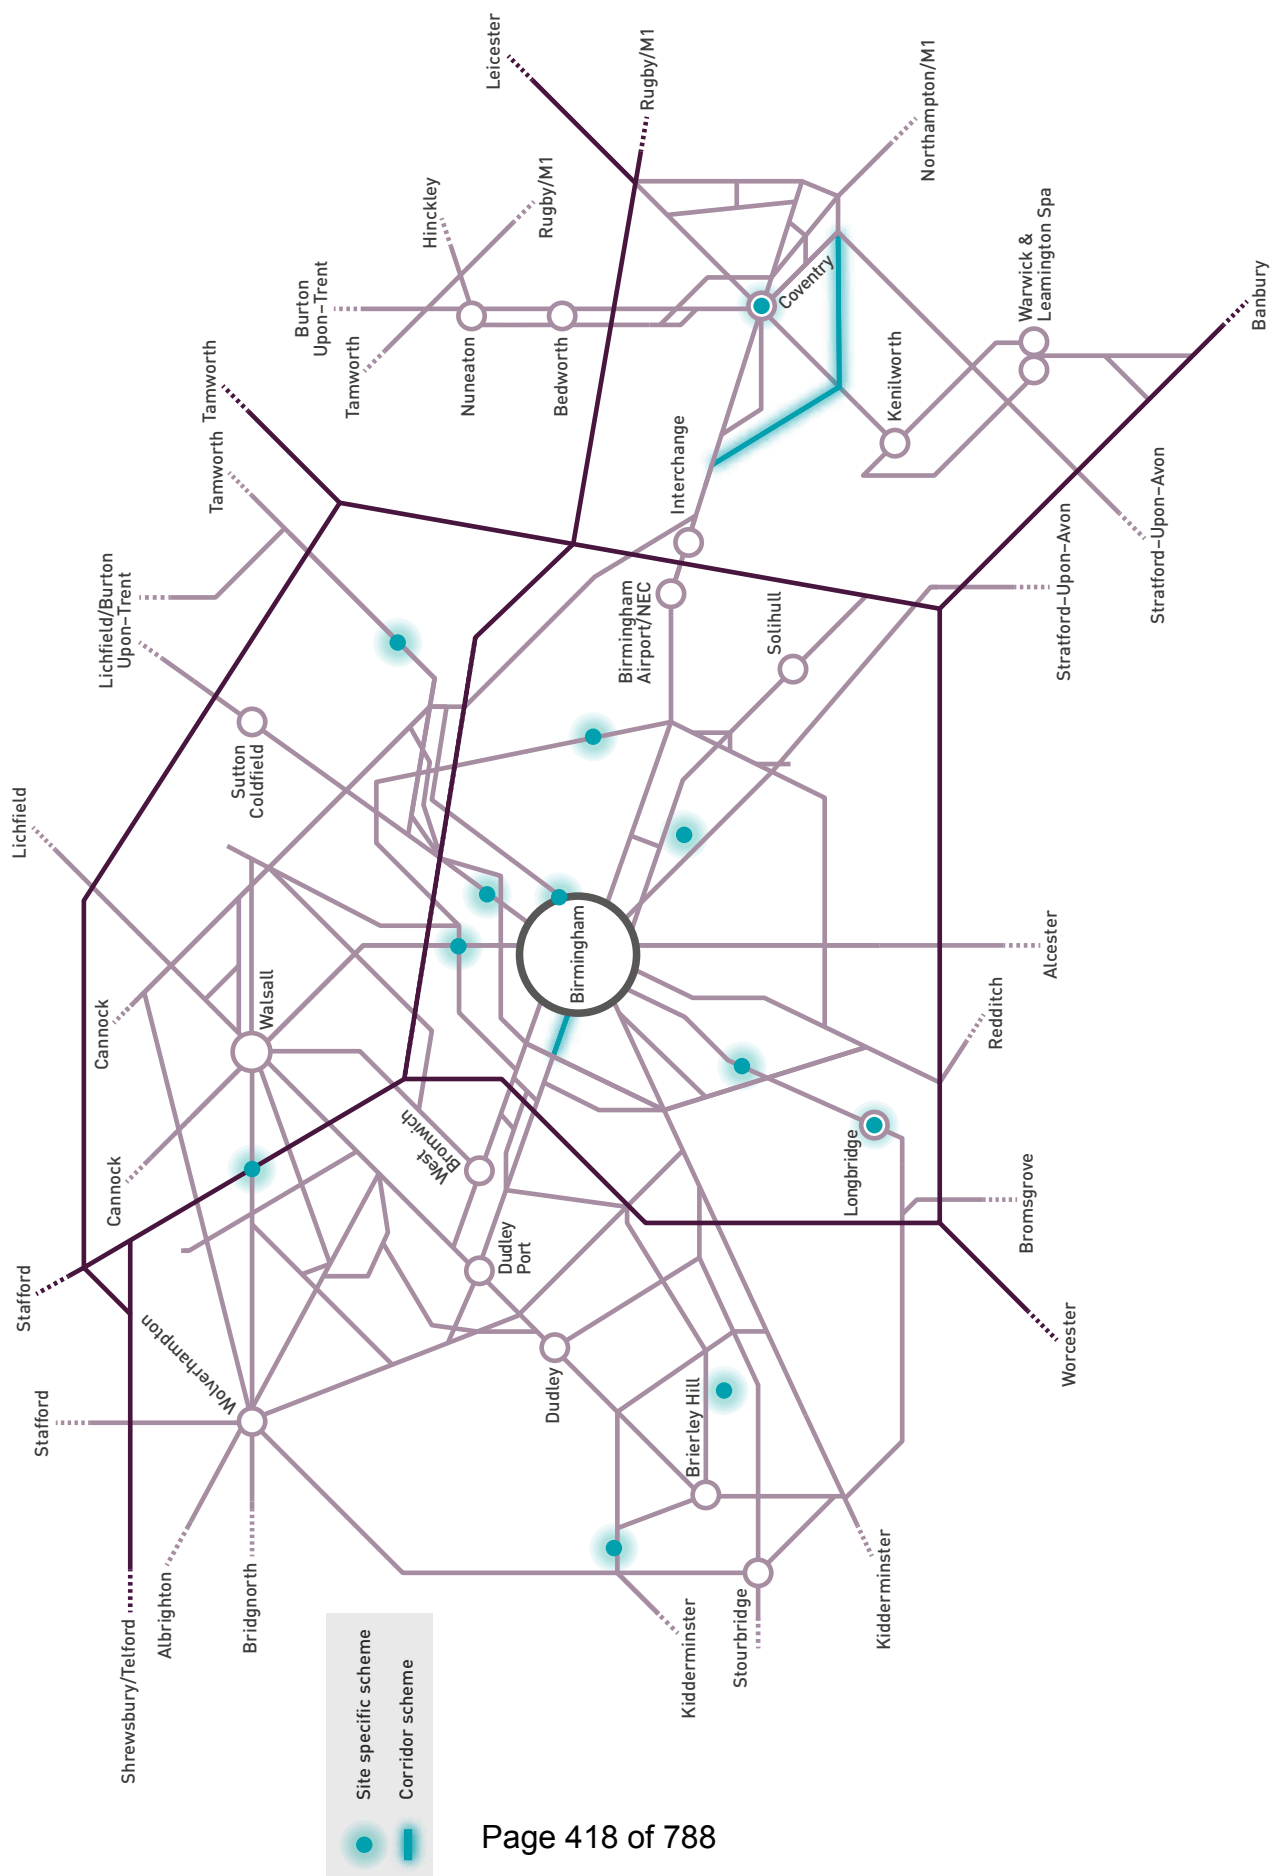 Leicester
Rugby/M1
Northampton/M1
Hinckley
Rugby/M1
Burton
Upon-Trent
Tamworth
Nuneaton
Bedworth
Coventry
Warwick &
Leamington Spa
Banbury
Kenilworth
Tamworth
Tamworth
Interchange
Stratford-Upon-Avon
Stratford-Upon-Avon
Lichfield/Burton
Upon-Trent
Birmingham
Airport/NEC
Solihull
Sutton
Coldfield
Lichfield
Birmingham
Alcester
Redditch
Cannock
Walsall
Cannock
West
Bromwich
Longbridge
Bromsgrove
Dudley
Port
Stafford
Wolverhampton
Worcester
Stafford
Dudley
Brierley Hill
Albrighton
Bridgnorth
Shrewsbury/Telford
Kidderminster
Stourbridge
Kidderminster
Site specific scheme
Corridor scheme
Page 418 of 788